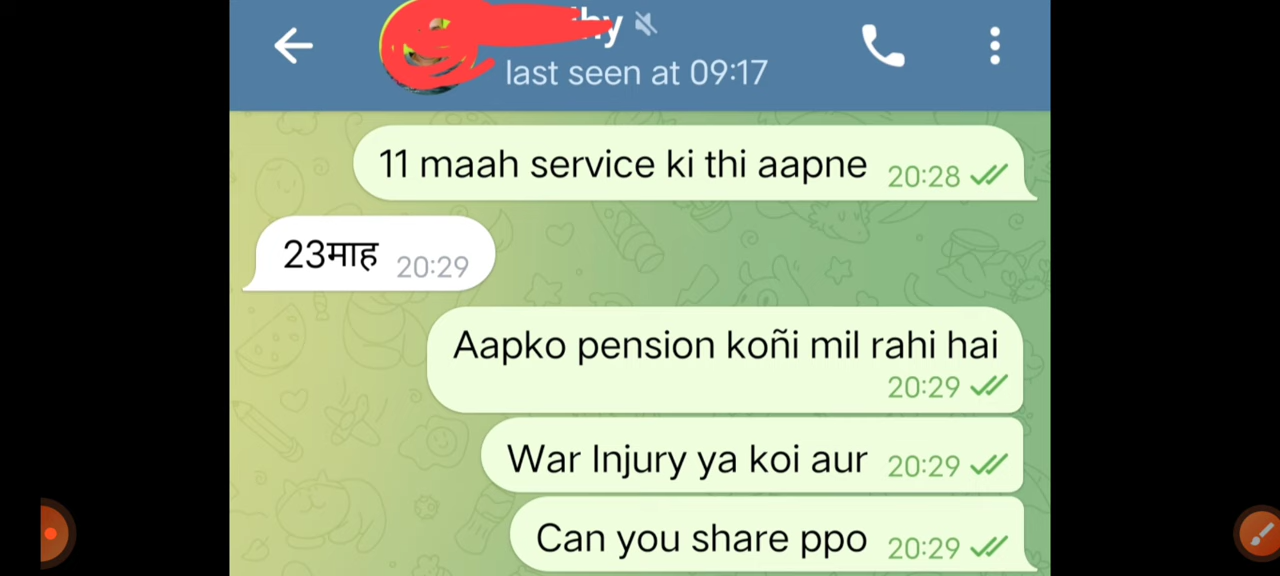 last seen at 09:17
11 maah service ki thi aapne 20:28
23माह 20:29
Aapko pension koñi mil rahi hai
20:29
War Injury ya koi aur 20:29
Can you share ppo 20:29